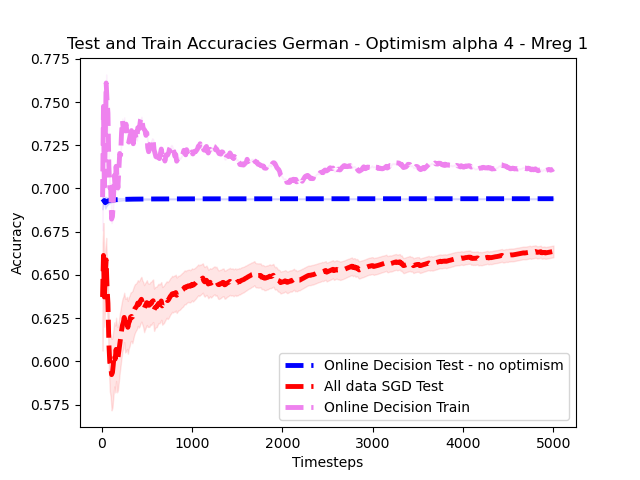 Test and Train Accuracies German - Optimism alpha 4 - Mreg 1
0.775
0.750
0.725
0.700
0.675
0.650
0.625
0.600
0.575
Accuracy
Online Decision Test - no optimism
All data SGD Test
Online Decision Train
0 1000 2000 3000 4000 5000
Timesteps